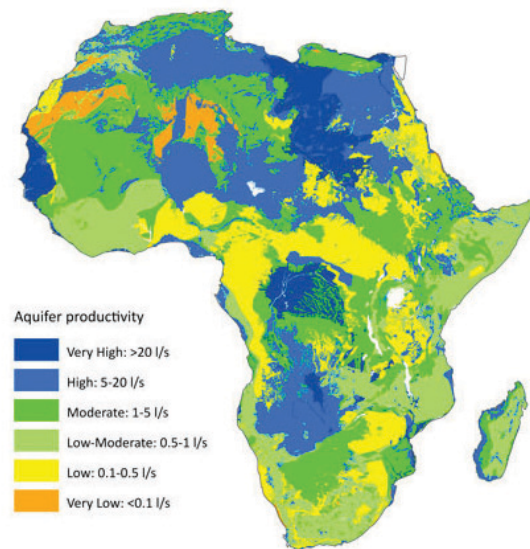 Aquifer productivity
Very High: >20 l/s
High: 5-20 l/s
Moderate: 1-5 l/s
Low-Moderate: 0.5-1 l/s
Low: 0.1-0.5 l/s
Very Low: <0.1 l/s